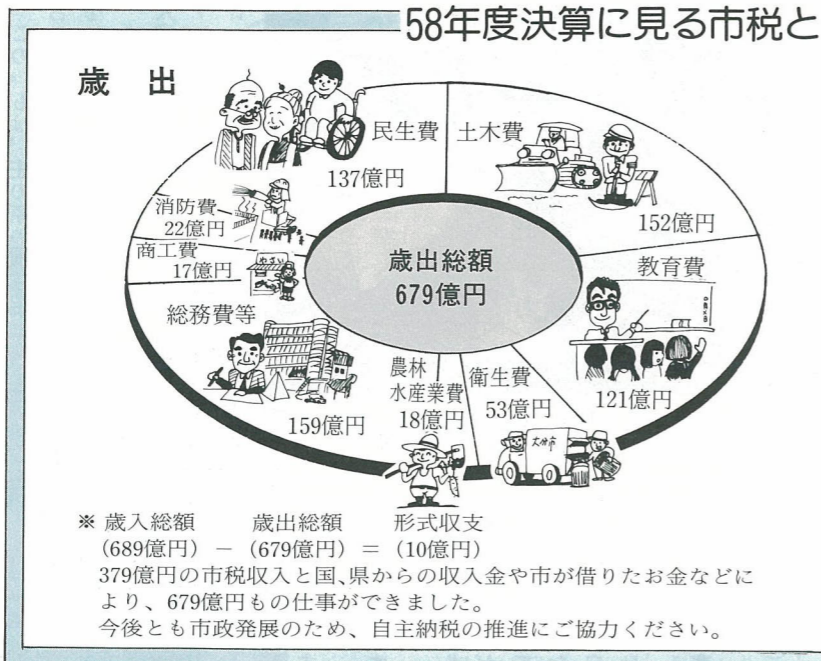 58年度決算に見る市税と
歳出
民生費
137億円
土木費
152億円
消防費
22億円
商工費
17億円
やさい
歳出総額
679億円
教育費
121億円
総務費等
159億円
農林
水産業費
18億円
衛生費
53億円
大分市
※ 歳入総額 歳出総額 形式収支
(689億円) − (679億円) = (10億円)
379億円の市税収入と国、県からの収入金や市が借りたお金などに
より、679億円もの仕事ができました。
今後とも市政発展のため、自主納税の推進にご協力ください。